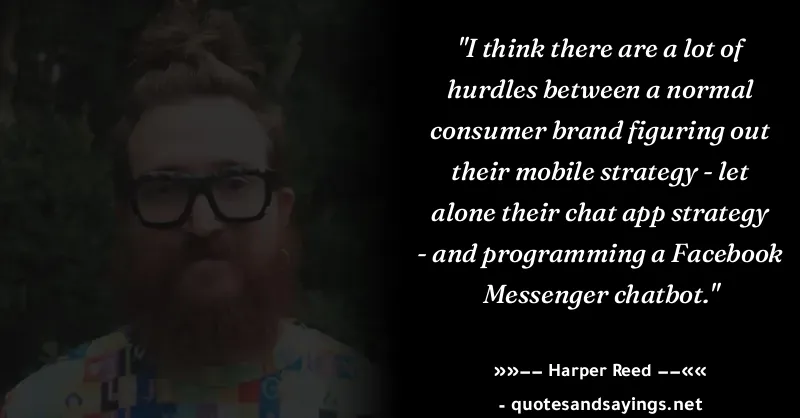 "I think there are a lot of
hurdles between a normal
consumer brand figuring out
their mobile strategy - let
alone their chat app strategy
- and programming a Facebook
Messenger chatbot."
»»−− Harper Reed −−««
- quotesandsayings.net